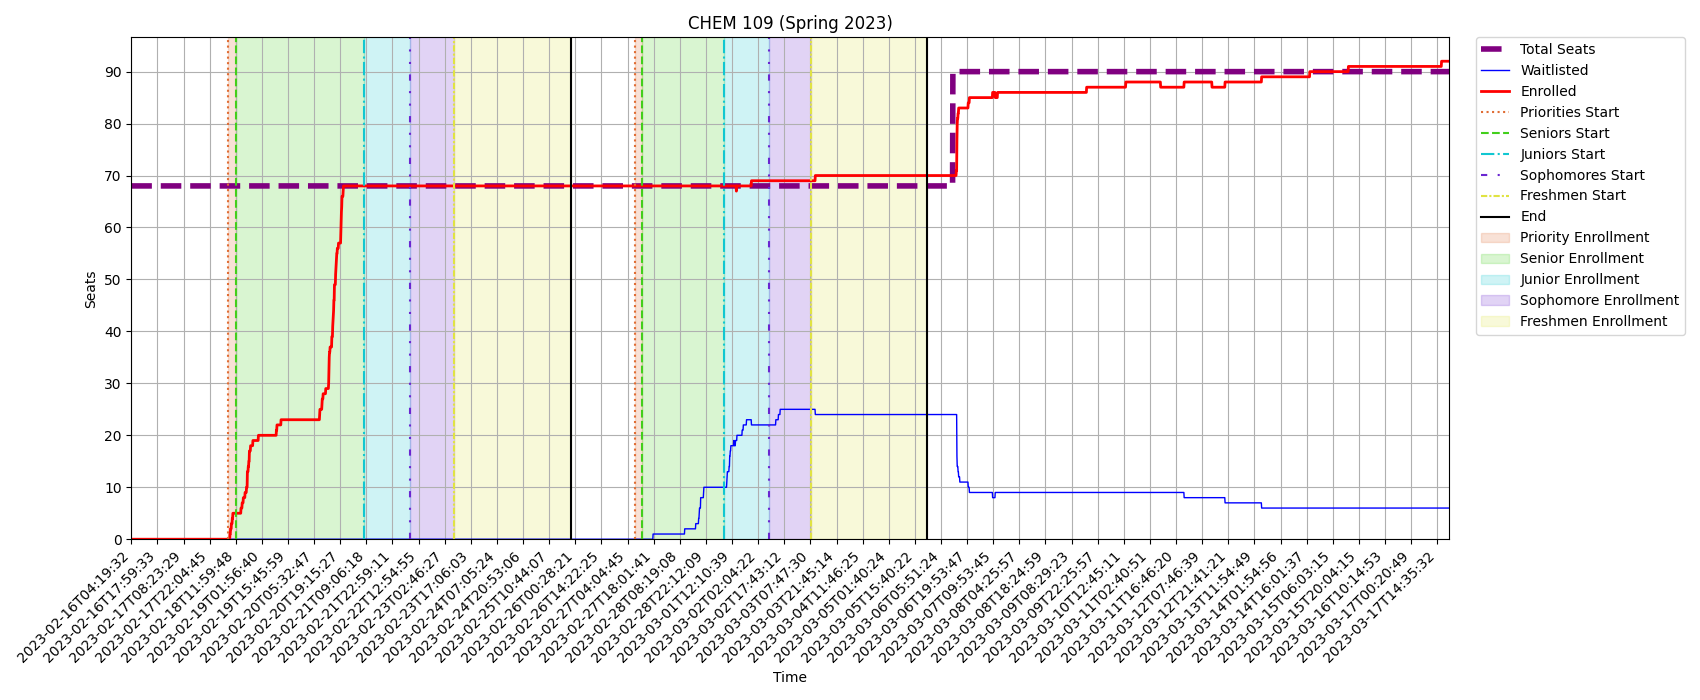 CHEM 109 (Spring 2023)
Seats
90
80
70
60
50
40
30
20
10
0
2023-02-16T04:19:32
2023-02-16T17:59:33
2023-02-17T08:23:29
2023-02-17T22:04:45
2023-02-18T11:59:48
2023-02-19T01:56:40
2023-02-19T15:45:59
2023-02-20T05:32:47
2023-02-20T19:15:27
2023-02-21T09:06:18
2023-02-21T22:59:11
2023-02-22T12:54:55
2023-02-23T02:46:27
2023-02-23T17:06:03
2023-02-24T07:05:24
2023-02-24T20:53:06
2023-02-25T10:44:07
2023-02-26T00:28:21
2023-02-26T14:22:25
2023-02-27T04:04:45
2023-02-27T18:01:41
2023-02-28T08:19:08
2023-02-28T22:12:09
2023-03-01T12:10:39
2023-03-02T02:04:22
2023-03-02T17:43:12
2023-03-03T07:47:30
2023-03-03T21:45:14
2023-03-04T11:46:25
2023-03-05T01:40:24
2023-03-05T15:40:22
2023-03-06T05:51:24
2023-03-06T19:53:47
2023-03-07T09:53:45
2023-03-08T04:25:57
2023-03-08T18:24:59
2023-03-09T08:29:23
2023-03-09T22:25:57
2023-03-10T12:45:11
2023-03-11T02:40:51
2023-03-11T16:46:20
2023-03-12T07:46:39
2023-03-12T21:41:21
2023-03-13T11:54:49
2023-03-14T01:54:56
2023-03-14T16:01:37
2023-03-15T06:03:15
2023-03-15T20:04:15
2023-03-16T10:14:53
2023-03-17T00:20:49
2023-03-17T14:35:32
Time
Total Seats
Waitlisted
Enrolled
Priorities Start
Seniors Start
Juniors Start
Sophomores Start
Freshmen Start
End
Priority Enrollment
Senior Enrollment
Junior Enrollment
Sophomore Enrollment
Freshmen Enrollment